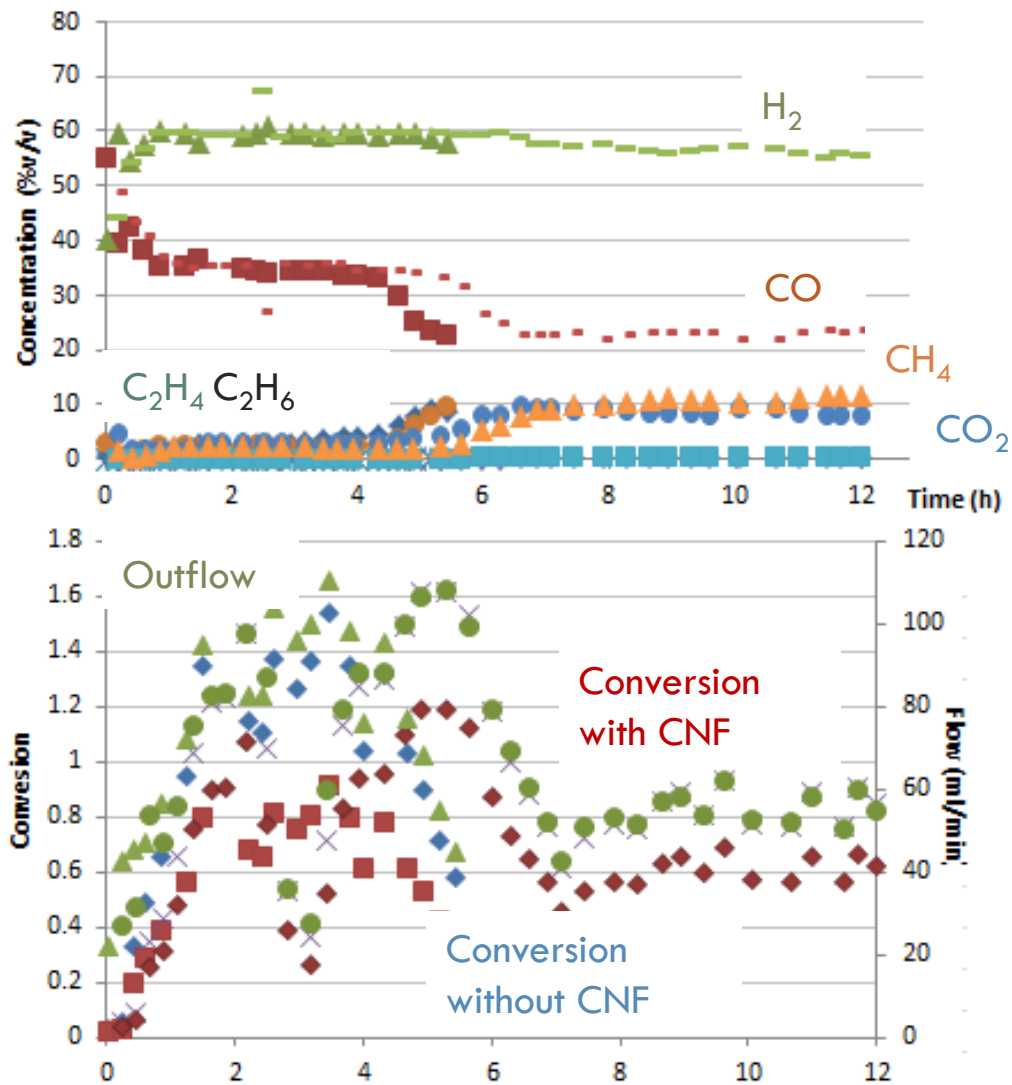 80
70
60
50
40
30
20
10
0
Concentration (%v/v)
H2
CO
C2H4 C2H6
CH4
CO2
0 2 4 6 8 10 12 Time (h)
1.8
1.6
1.4
1.2
1
0.8
0.6
0.4
0.2
0
Convesion
Outflow
Conversion
with CNF
Conversion
without CNF
120
100
80
60
40
20
0
Flow (ml/min,
0 2 4 6 8 10 12